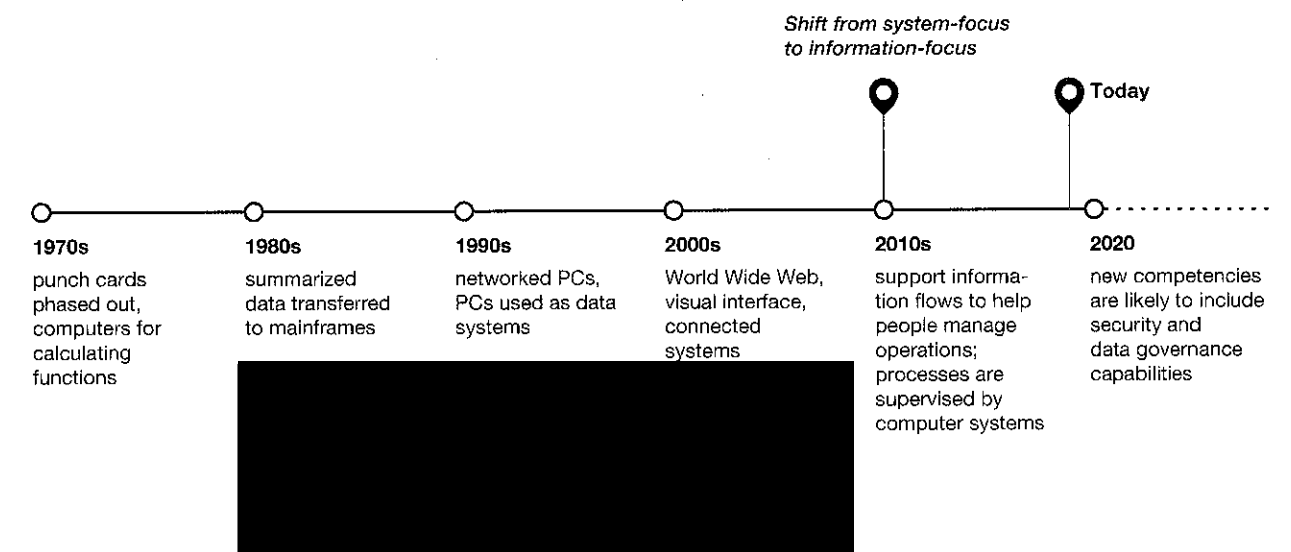 Shift from system-focus
to information-focus
Today
1970s
punch cards
phased out,
computers for
calculating
functions
1980s
summarized
data transferred
to mainframes
1990s
networked PCs,
PCs used as data
systems
2000s
World Wide Web,
visual interface,
connected
systems
2010s
support informa-
tion flows to help
people manage
operations;
processes are
supervised by
computer systems
2020
new competencies
are likely to include
security and
data governance
capabilities